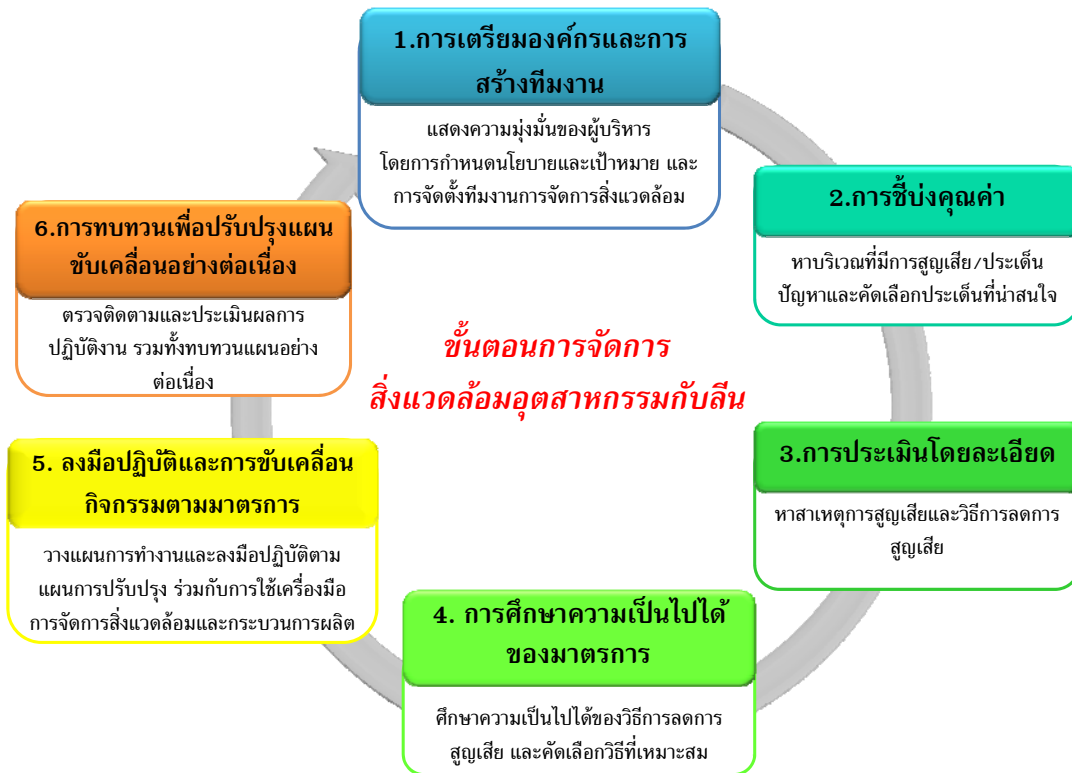 1.การเตรียมองค์กรและการ
สร้างทีมงาน
แสดงความมุ่งมั่นของผู้บริหาร
โดยการกำหนดนโยบายและเป้าหมาย และ
การจัดตั้งทีมงานการจัดการสิ่งแวดล้อม
2.การชี้บ่งคุณค่า
หาบริเวณที่มีการสูญเสีย/ประเด็น
ปัญหาและคัดเลือกประเด็นที่น่าสนใจ
3.การประเมินโดยละเอียด
หาสาเหตุการสูญเสียและวิธีการลดการ
สูญเสีย
4. การศึกษาความเป็นไปได้
ของมาตรการ
ศึกษาความเป็นไปได้ของวิธีการลดการ
สูญเสีย และคัดเลือกวิธีที่เหมาะสม
5. ลงมือปฏิบัติและการขับเคลื่อน
กิจกรรมตามมาตรการ
วางแผนการทำงานและลงมือปฏิบัติตาม
แผนการปรับปรุง ร่วมกับการใช้เครื่องมือ
การจัดการสิ่งแวดล้อมและกระบวนการผลิต
6.การทบทวนเพื่อปรับปรุงแผน
ขับเคลื่อนอย่างต่อเนื่อง
ตรวจติดตามและประเมินผลการ
ปฏิบัติงาน รวมทั้งทบทวนแผนอย่าง
ต่อเนื่อง
ขั้นตอนการจัดการ
สิ่งแวดล้อมอุตสาหกรรมกับลีน